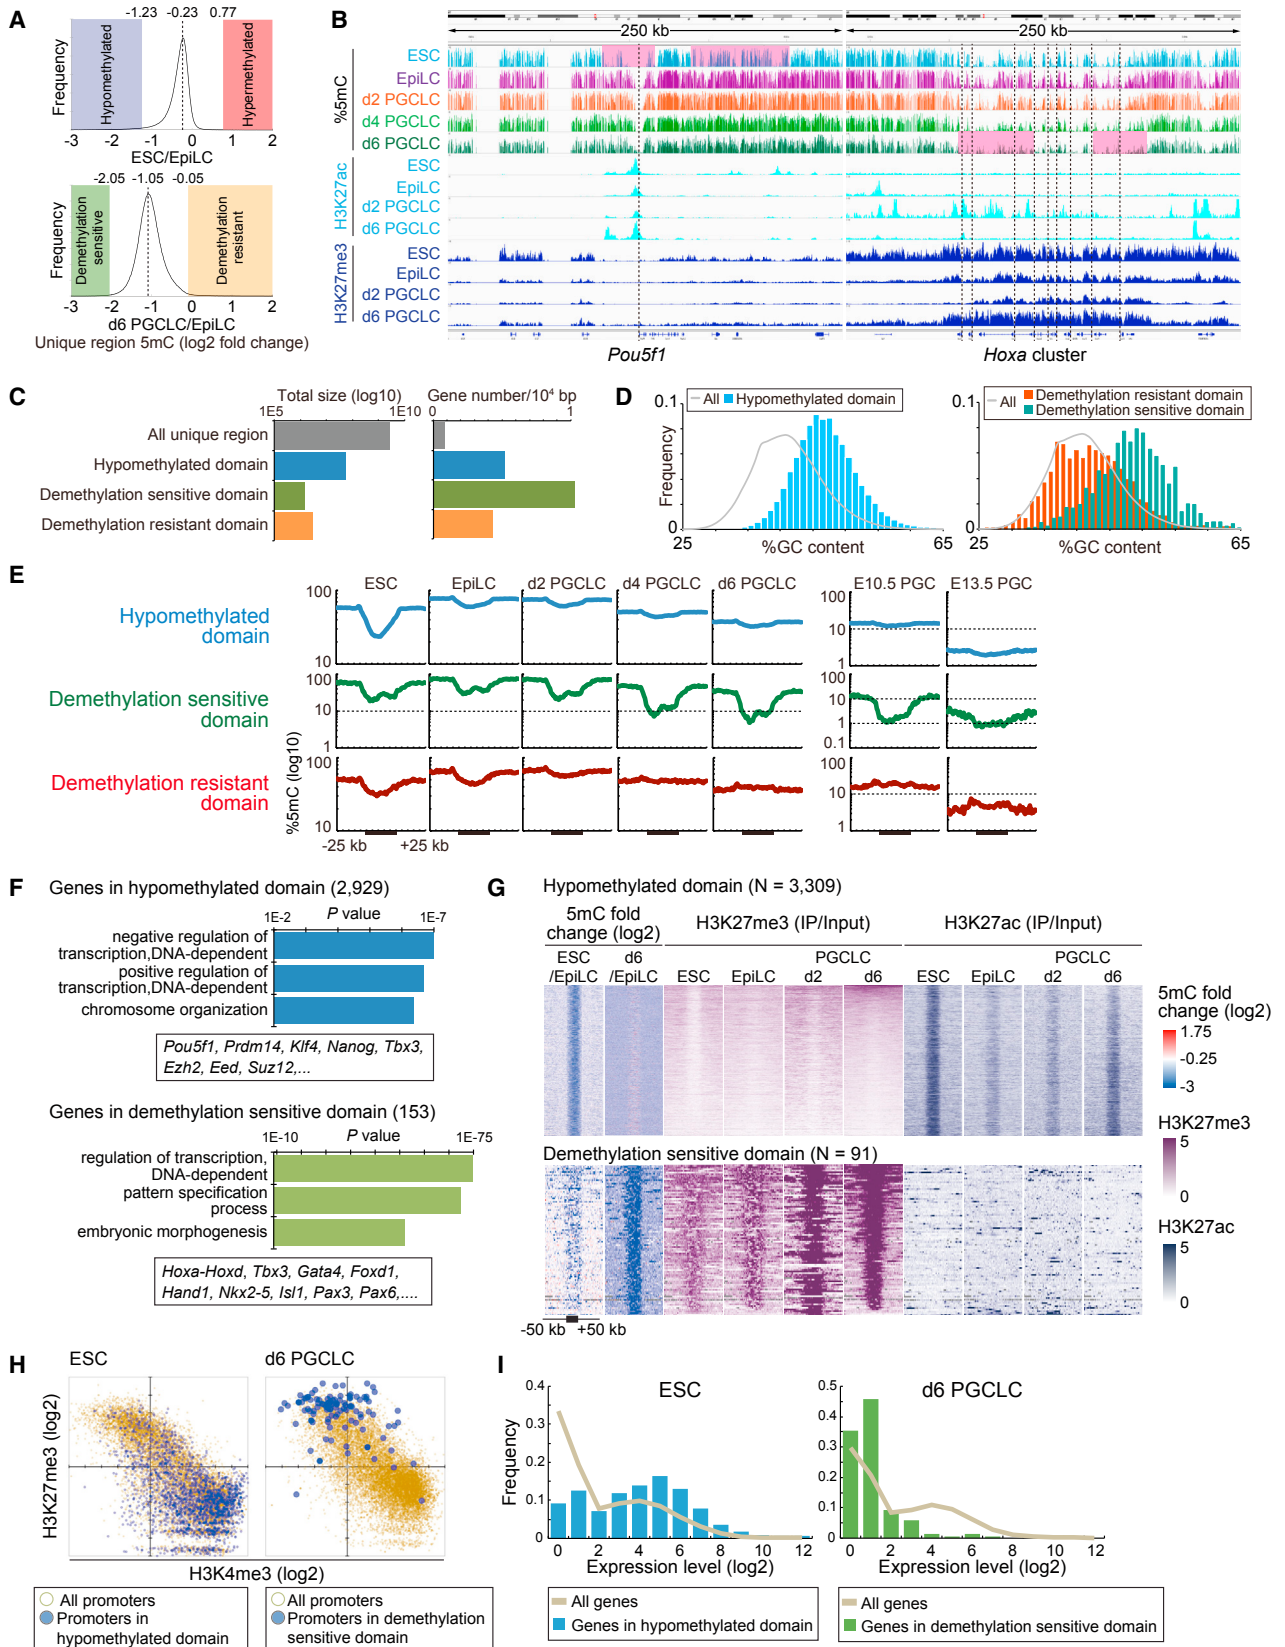 A
-1.23 -0.23 0.77
Frequency
Hypomethylated
Hypermethylated
-3 -2 -1 0 1 2
ESC/EpiLC
-2.05 -1.05 -0.05
Frequency
Demethylation sensitive
Demethylation resistant
-3 -2 -1 0 1 2
d6 PGCLC/EpiLC
Unique region 5mC (log2 fold change)
B
250 kb 250 kb
%5mC
ESC
EpiLC
d2 PGCLC
d4 PGCLC
d6 PGCLC
H3K27ac
ESC
EpiLC
d2 PGCLC
d6 PGCLC
H3K27me3
ESC
EpiLC
d2 PGCLC
d6 PGCLC
Pou5f1 Hoxa cluster
C
Total size (log10) Gene number/10⁴ bp
1E5 1E10 0 1
All unique region
Hypomethylated domain
Demethylation sensitive domain
Demethylation resistant domain
D
All Hypomethylated domain
0.1
Frequency
0
25 65
%GC content
All Demethylation resistant domain
Demethylation sensitive domain
0.1
0
25 65
%GC content
E
ESC EpiLC d2 PGCLC d4 PGCLC d6 PGCLC E10.5 PGC E13.5 PGC
Hypomethylated
domain
100
10
100
10
1
Demethylation sensitive
domain
100
10
1
100
10
1
0.1
Demethylation resistant
domain
%5mC (log10)
100
10
100
10
1
-25 kb +25 kb
F
Genes in hypomethylated domain (2,929)
1E-2 P value 1E-7
negative regulation of
transcription,DNA-dependent
positive regulation of
transcription,DNA-dependent
chromosome organization
Pou5f1, Prdm14, Klf4, Nanog, Tbx3,
Ezh2, Eed, Suz12,...
Genes in demethylation sensitive domain (153)
1E-10 P value 1E-75
regulation of transcription,
DNA-dependent
pattern specification
process
embryonic morphogenesis
Hoxa-Hoxd, Tbx3, Gata4, Foxd1,
Hand1, Nkx2-5, Isl1, Pax3, Pax6,....
G
Hypomethylated domain (N = 3,309)
5mC fold
change (log2)
H3K27me3 (IP/Input) H3K27ac (IP/Input)
ESC
/EpiLC
d6
/EpiLC
ESC EpiLC PGCLC
d2 d6
ESC EpiLC PGCLC
d2 d6
Demethylation sensitive domain (N = 91)
-50 kb +50 kb
5mC fold
change (log2)
1.75
-0.25
-3
H3K27me3
5
0
H3K27ac
5
0
H
ESC d6 PGCLC
H3K27me3 (log2)
H3K4me3 (log2)
All promoters
Promoters in
hypomethylated domain
All promoters
Promoters in demethylation
sensitive domain
I
ESC
0.4
0.3
0.2
0.1
0
Frequency
0 2 4 6 8 10 12
Expression level (log2)
All genes
Genes in hypomethylated domain
d6 PGCLC
0.5
0.4
0.3
0.2
0.1
0
0 2 4 6 8 10 12
Expression level (log2)
All genes
Genes in demethylation sensitive domain